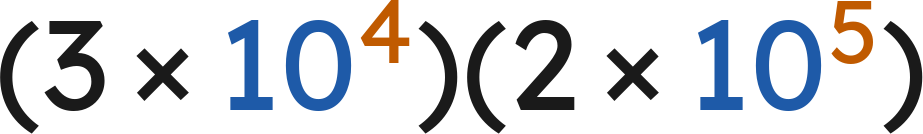 (3 × 10⁴)(2 × 10⁵)